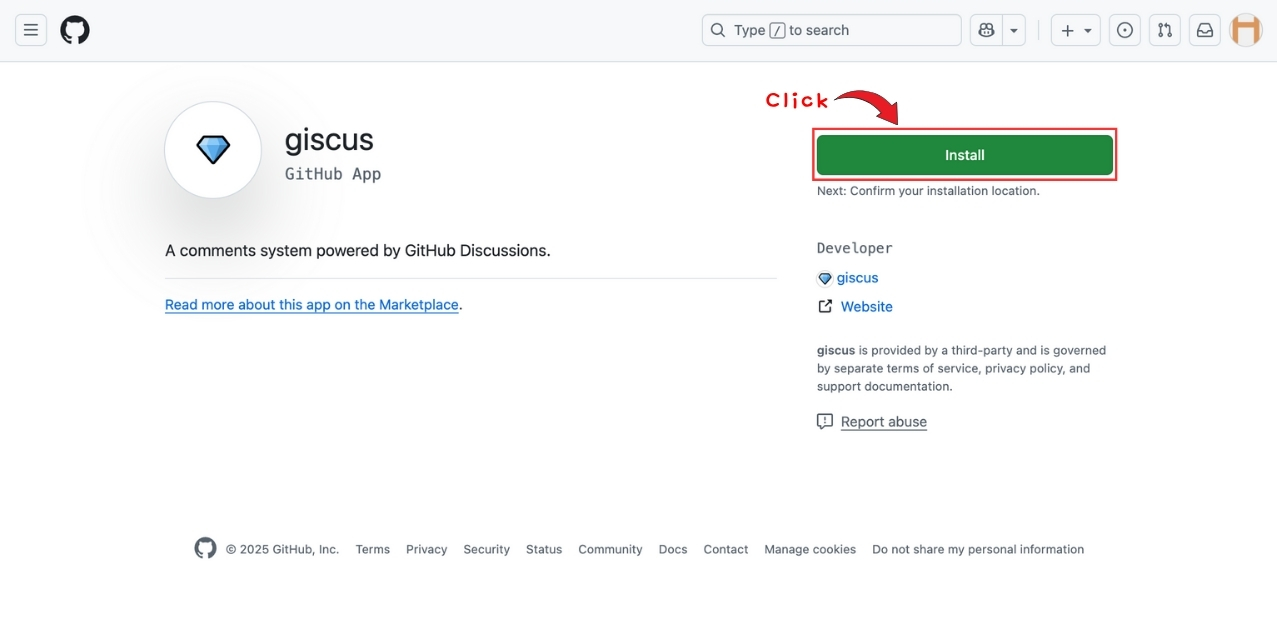 Type / to search
Click
giscus
GitHub App
Install
Next: Confirm your installation location.
A comments system powered by GitHub Discussions.
Read more about this app on the Marketplace.
Developer
giscus
Website
giscus is provided by a third-party and is governed
by separate terms of service, privacy policy, and
support documentation.
Report abuse
© 2025 GitHub, Inc. Terms Privacy Security Status Community Docs Contact Manage cookies Do not share my personal information